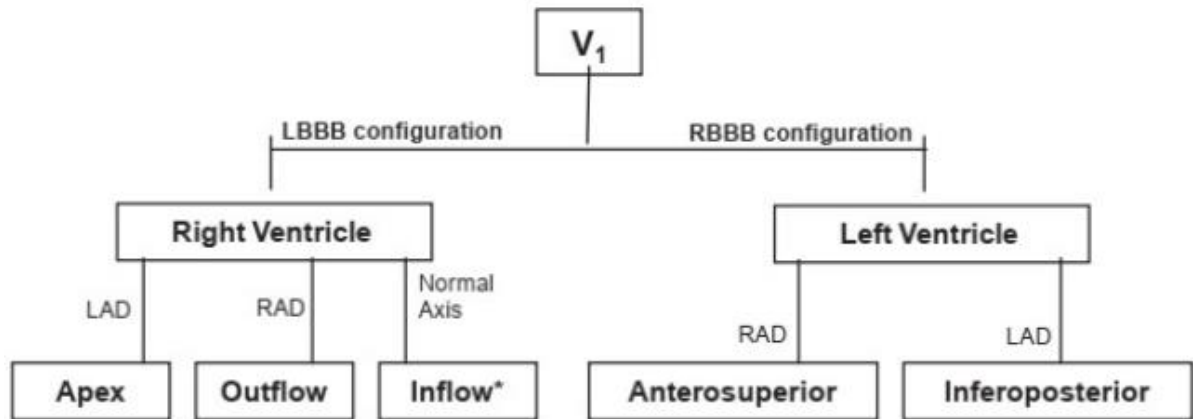 V₁
LBBB configuration
RBBB configuration
Right Ventricle
Left Ventricle
LAD
RAD
Normal
Axis
RAD
LAD
Apex
Outflow
Inflow*
Anterosuperior
Inferoposterior